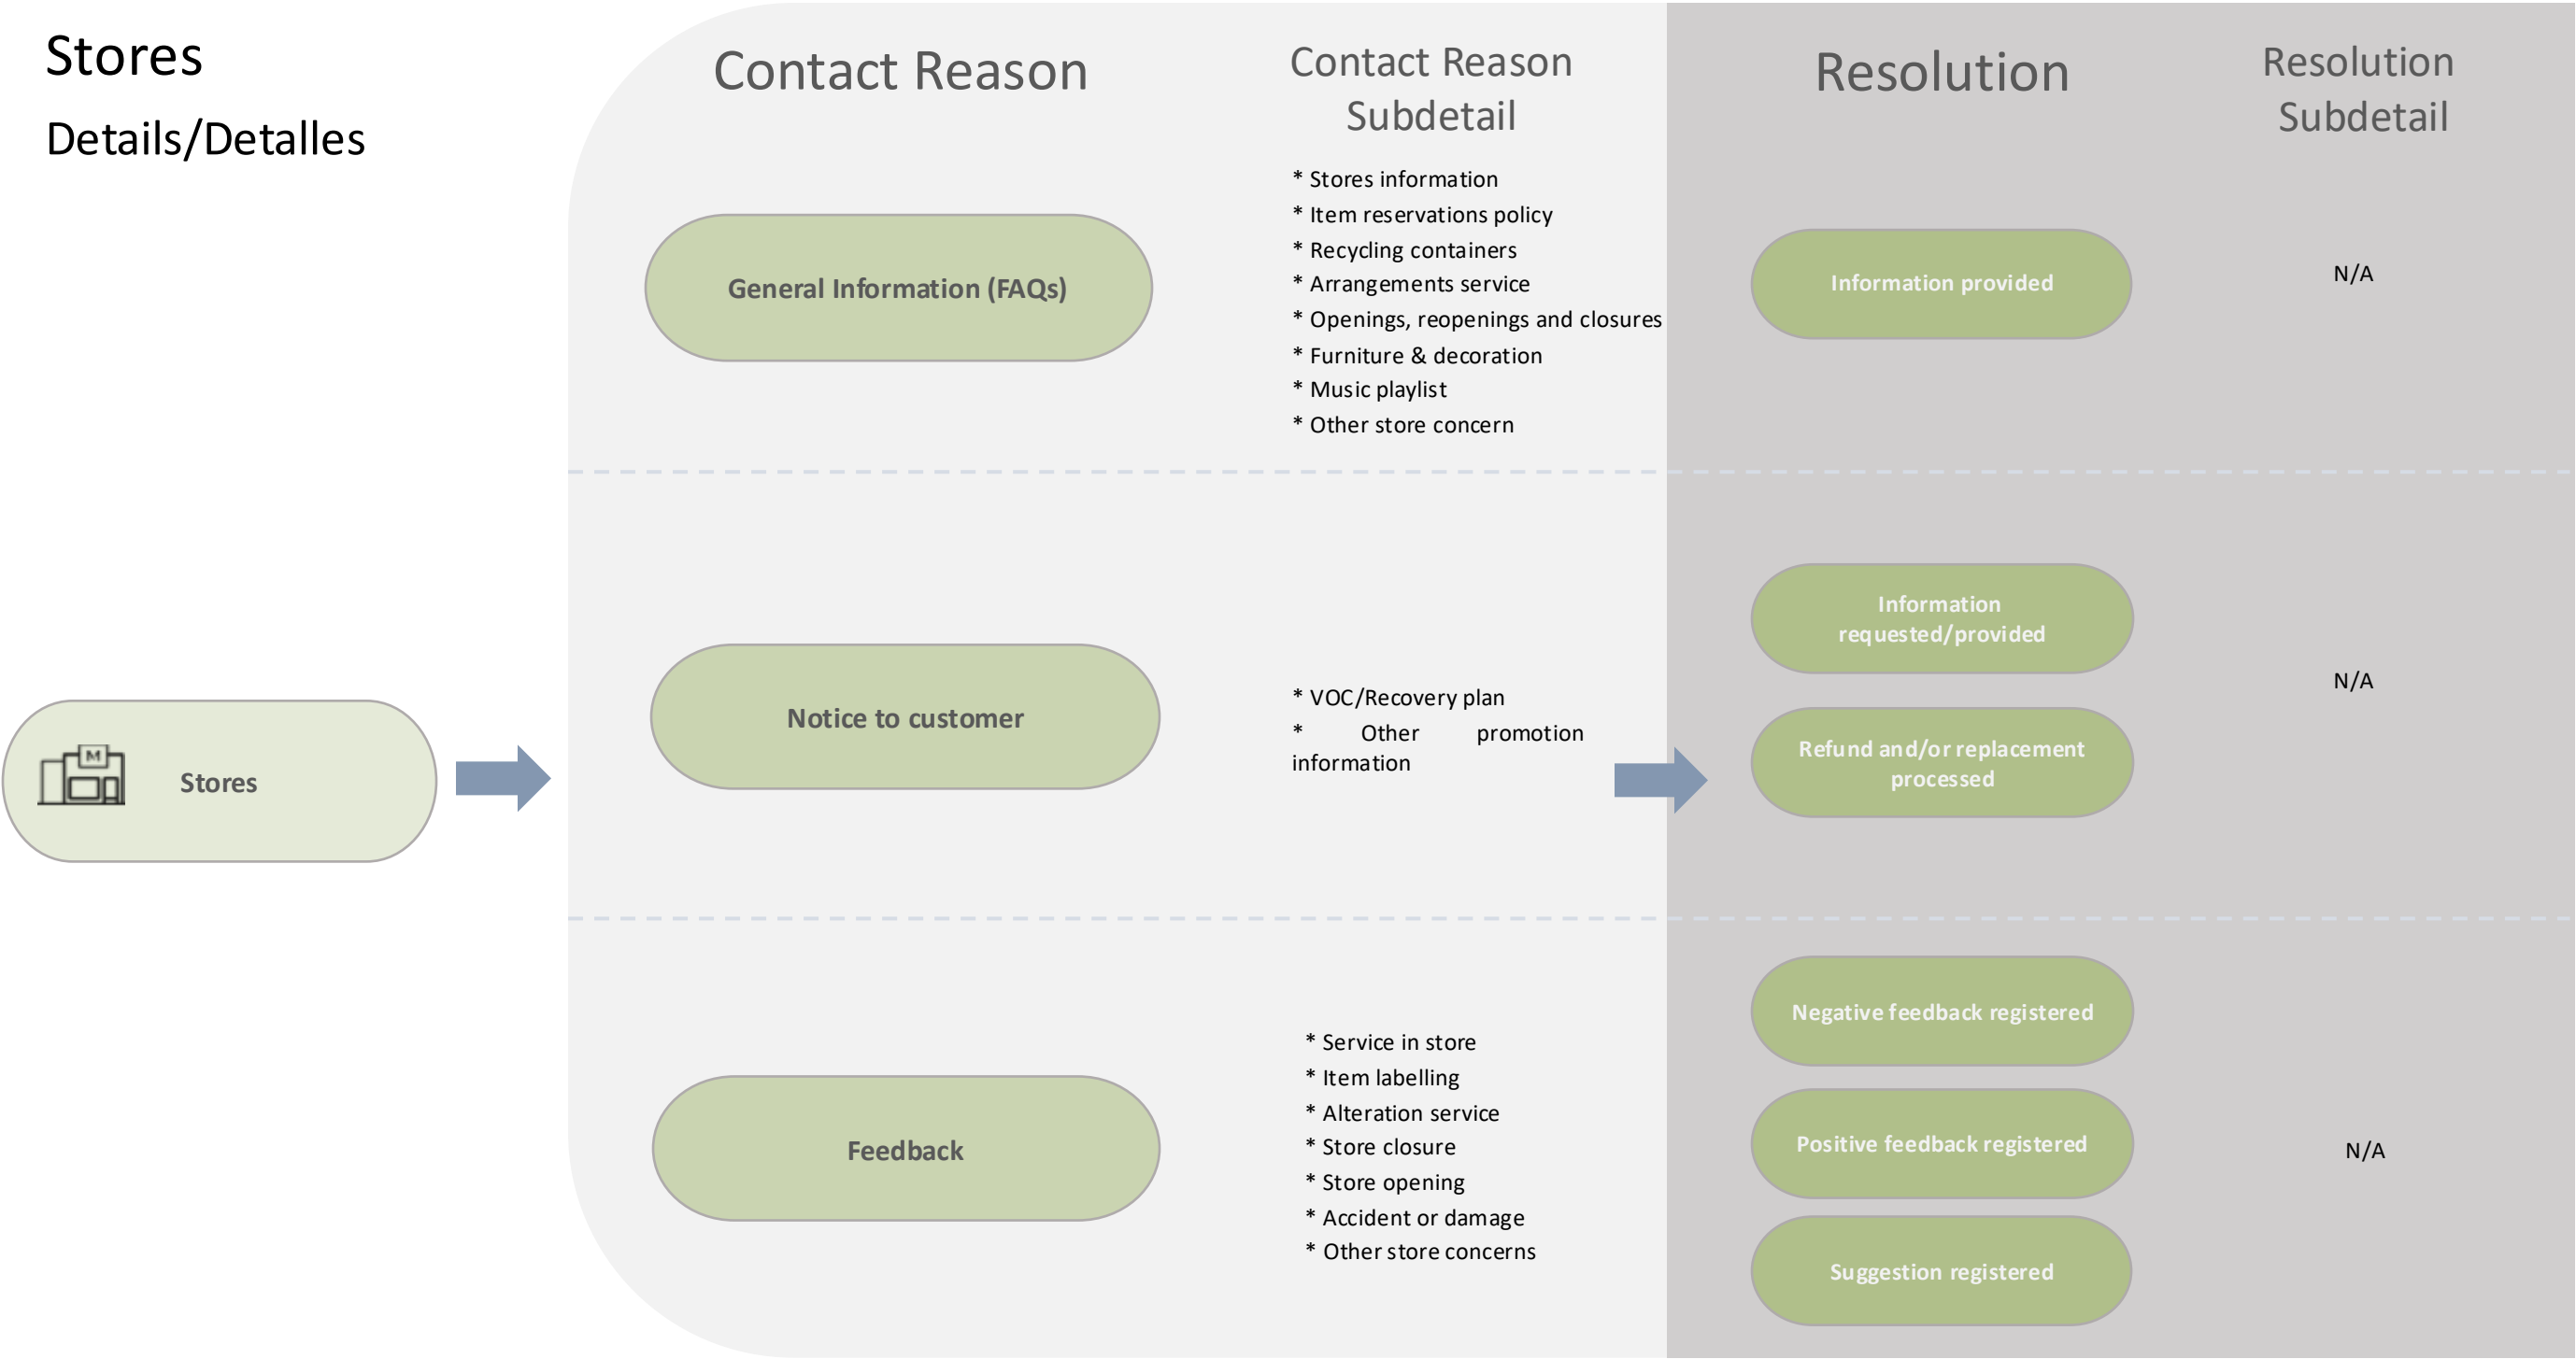 Stores
Details/Detalles
Contact Reason
Contact Reason
Subdetail
Resolution
Resolution
Subdetail
General Information (FAQs)
* Stores information
* Item reservations policy
* Recycling containers
* Arrangements service
* Openings, reopenings and closures
* Furniture & decoration
* Music playlist
* Other store concern
Information provided
N/A
M
Stores
Notice to customer
* VOC/Recovery plan
* Other promotion
information
Information
requested/provided
Refund and/or replacement
processed
N/A
Feedback
* Service in store
* Item labelling
* Alteration service
* Store closure
* Store opening
* Accident or damage
* Other store concerns
Negative feedback registered
Positive feedback registered
Suggestion registered
N/A